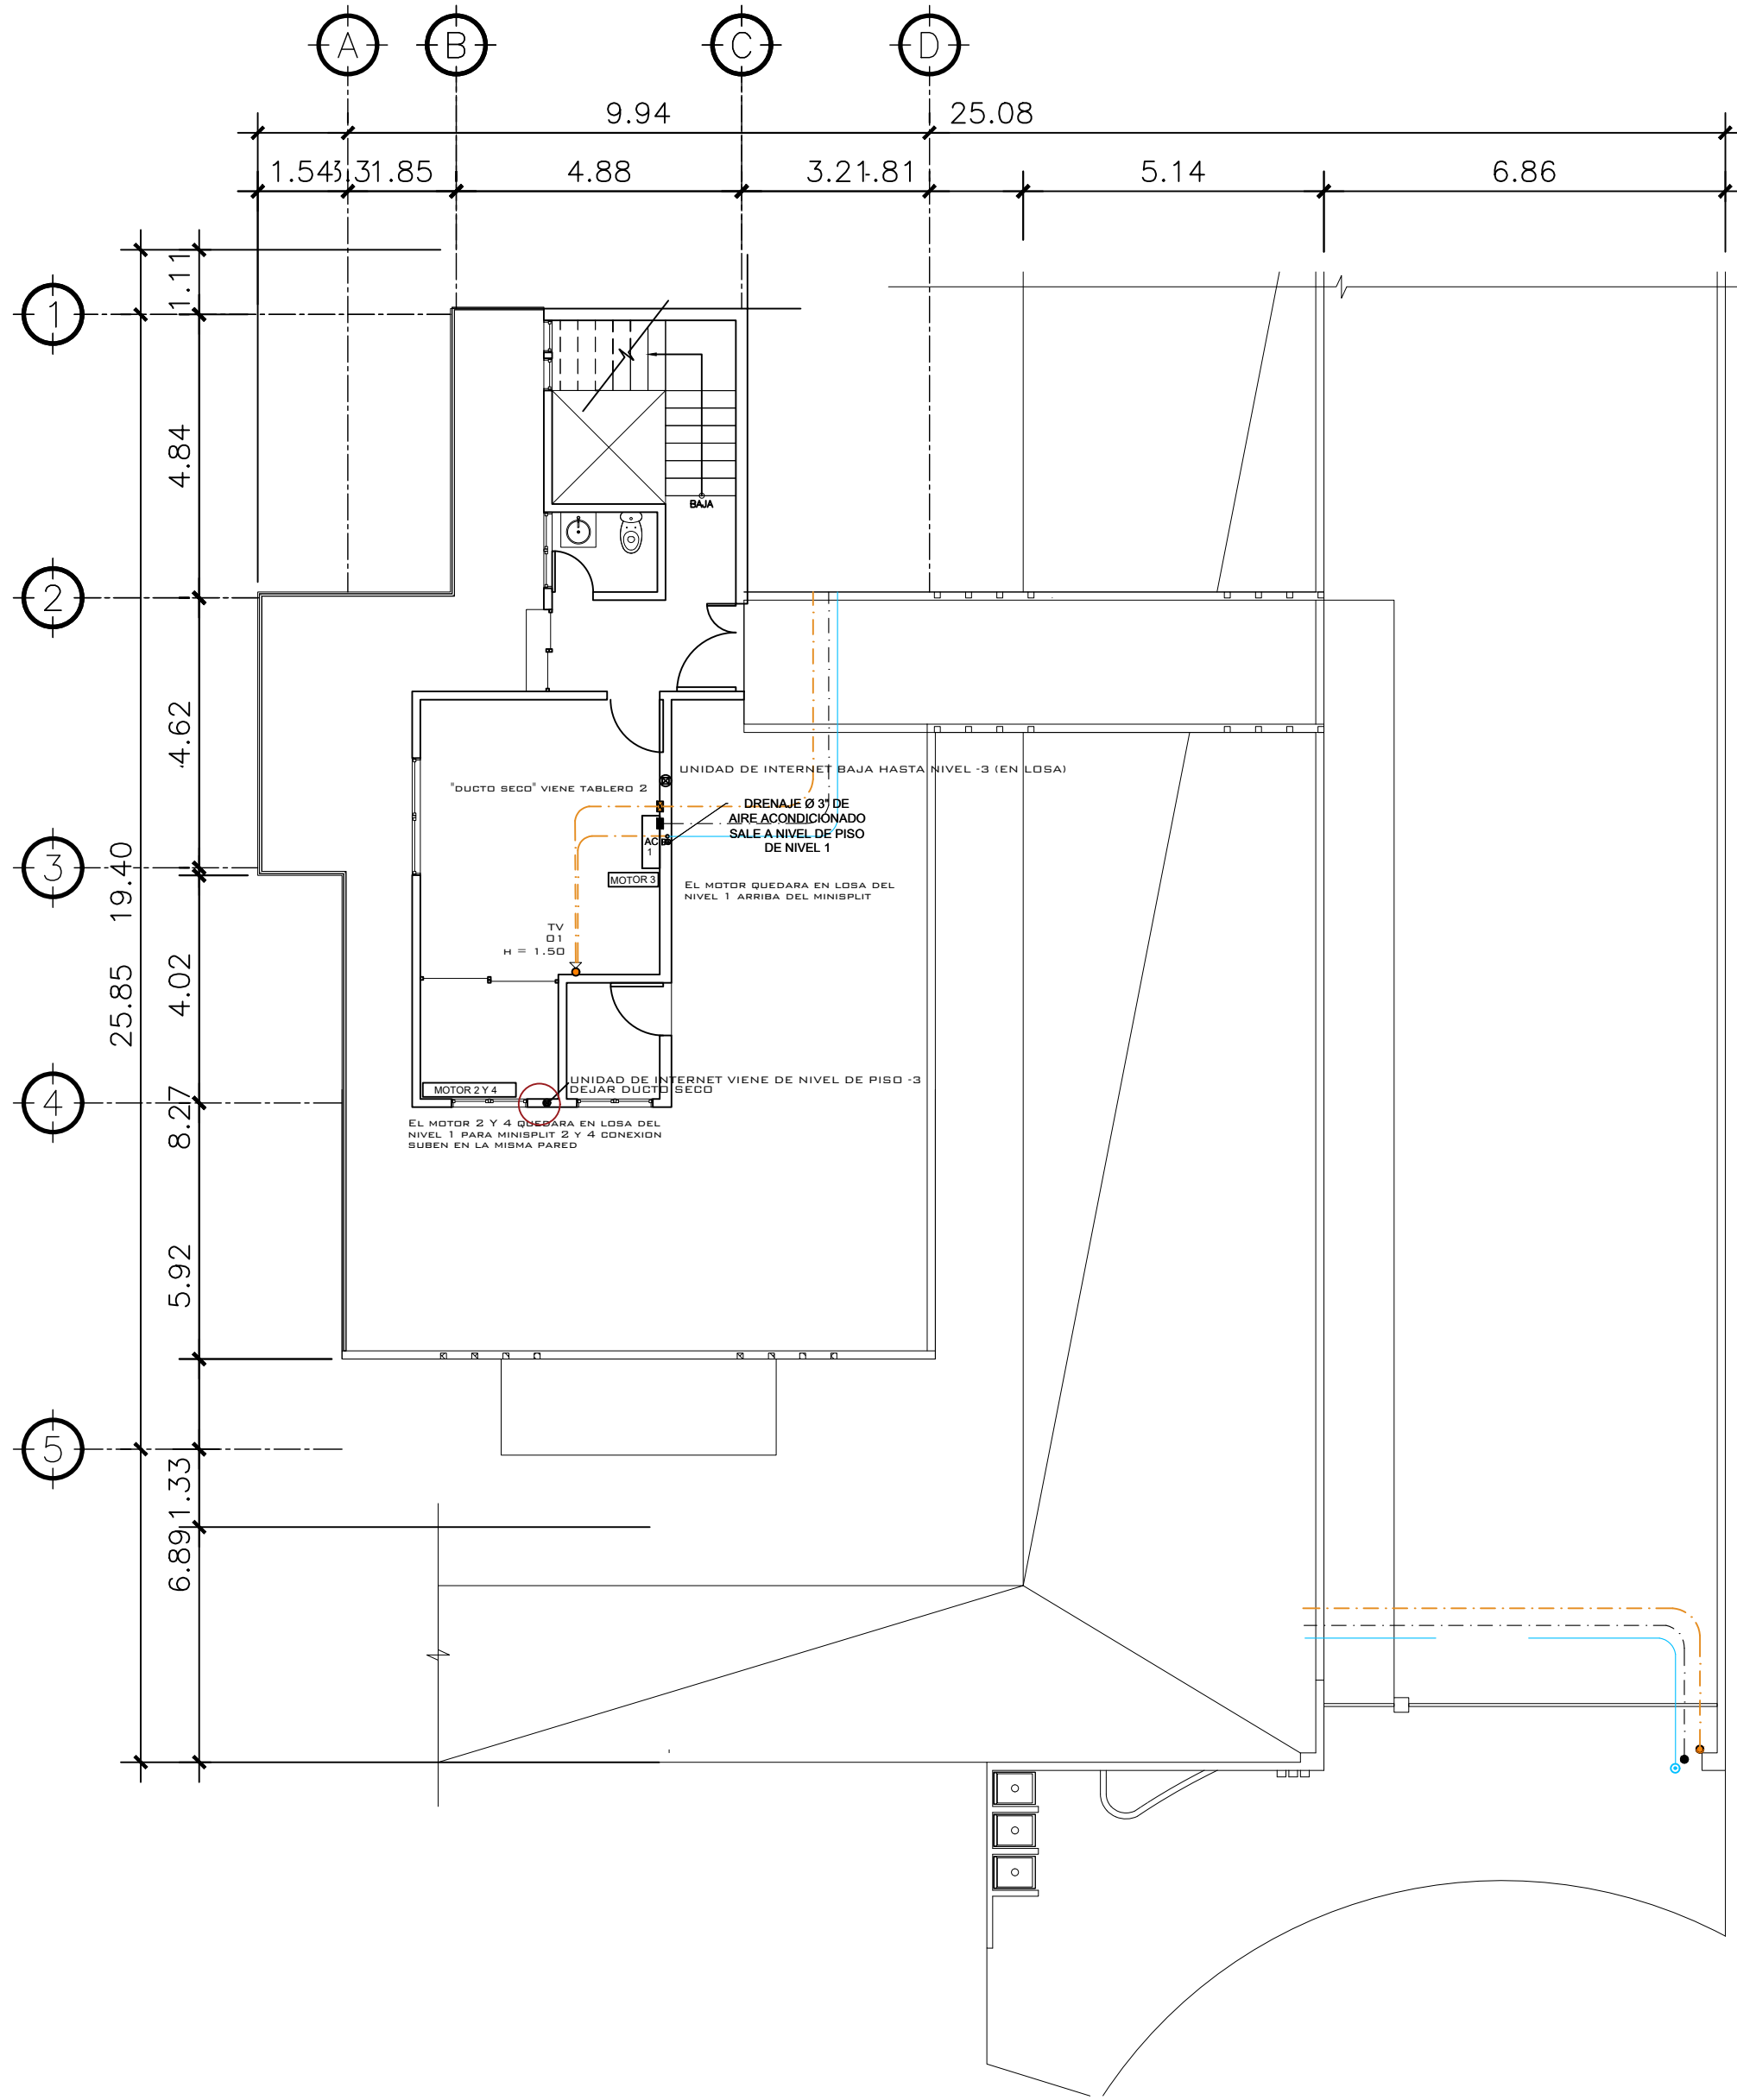 A B C D
9.94 25.08
1.54 1.85 4.88 3.21 .81 5.14 6.86
1.11
1
4.84
BAJA
2
4.62
UNIDAD DE INTERNET BAJA HASTA NIVEL -3 (EN LOSA)
"DUCTO SECO" VIENE TABLERO 2
DRENAJE Ø 3" DE
AIRE ACONDICIONADO
SALE A NIVEL DE PISO
DE NIVEL 1
AC
1
3
19.40
MOTOR 3
EL MOTOR QUEDARA EN LOSA DEL
NIVEL 1 ARRIBA DEL MINISPLIT
TV
01
H = 1.50
4.02
25.85
UNIDAD DE INTERNET VIENE DE NIVEL DE PISO -3
DEJAR DUCTO SECO
MOTOR 2 Y 4
4
8.27
EL MOTOR 2 Y 4 QUEDARA EN LOSA DEL
NIVEL 1 PARA MINISPLIT 2 Y 4 CONEXION
SUBEN EN LA MISMA PARED
5.92
5
1.33
6.89